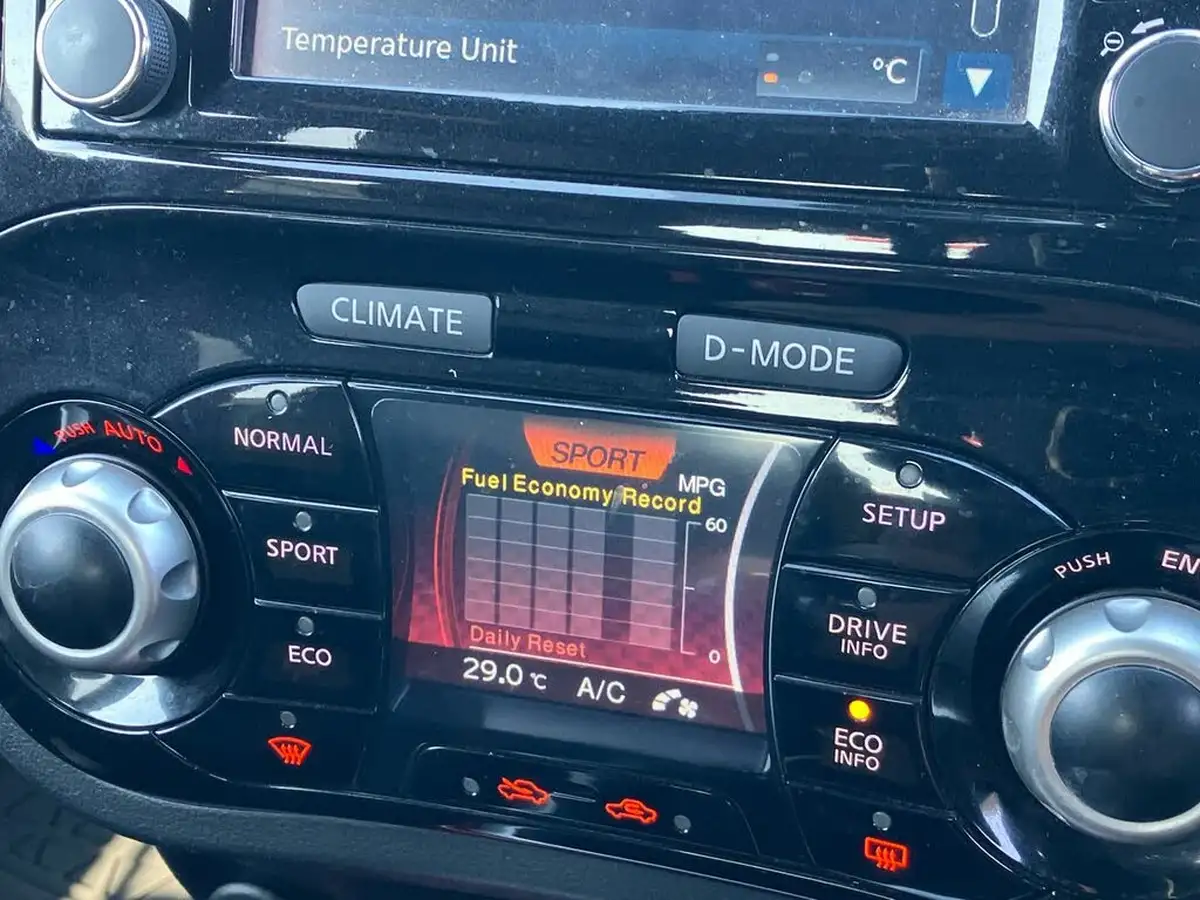 Temperature Unit
°C
CLIMATE
D-MODE
PUSH AUTO
NORMAL
SPORT
ECO
SPORT
Fuel Economy Record
MPG
60
0
Daily Reset
29.0 °C A/C
SETUP
DRIVE
INFO
ECO
INFO
PUSH